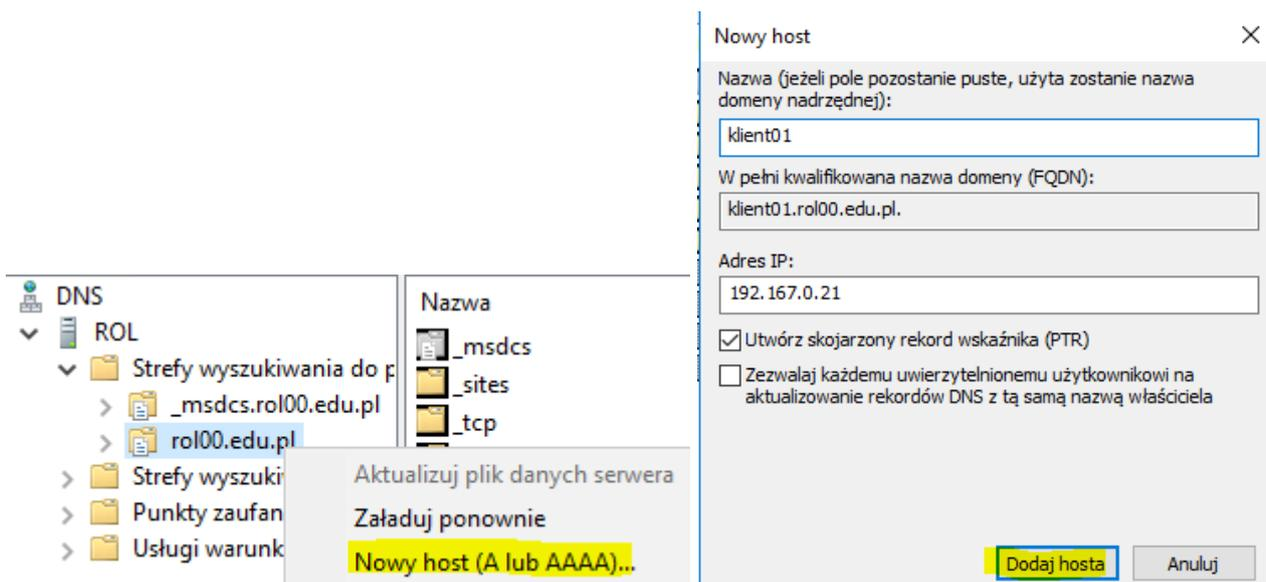 DNS
ROL
Strefy wyszukiwania do p
_msdcs.rol00.edu.pl
rol00.edu.pl
Strefy wyszuki
Punkty zaufan
Usługi warunk
Nazwa
_msdcs
_sites
_tcp
Aktualizuj plik danych serwera
Załaduj ponownie
Nowy host (A lub AAAA)...
Nowy host
Nazwa (jeżeli pole pozostanie puste, użyta zostanie nazwa
domeny nadrzędnej):
klient01
W pełni kwalifikowana nazwa domeny (FQDN):
klient01.rol00.edu.pl.
Adres IP:
192.167.0.21
Utwórz skojarzony rekord wskaźnika (PTR)
Zezwalaj każdemu uwierzytelnionemu użytkownikowi na
aktualizowanie rekordów DNS z tą samą nazwą właściciela
Dodaj hosta
Anuluj